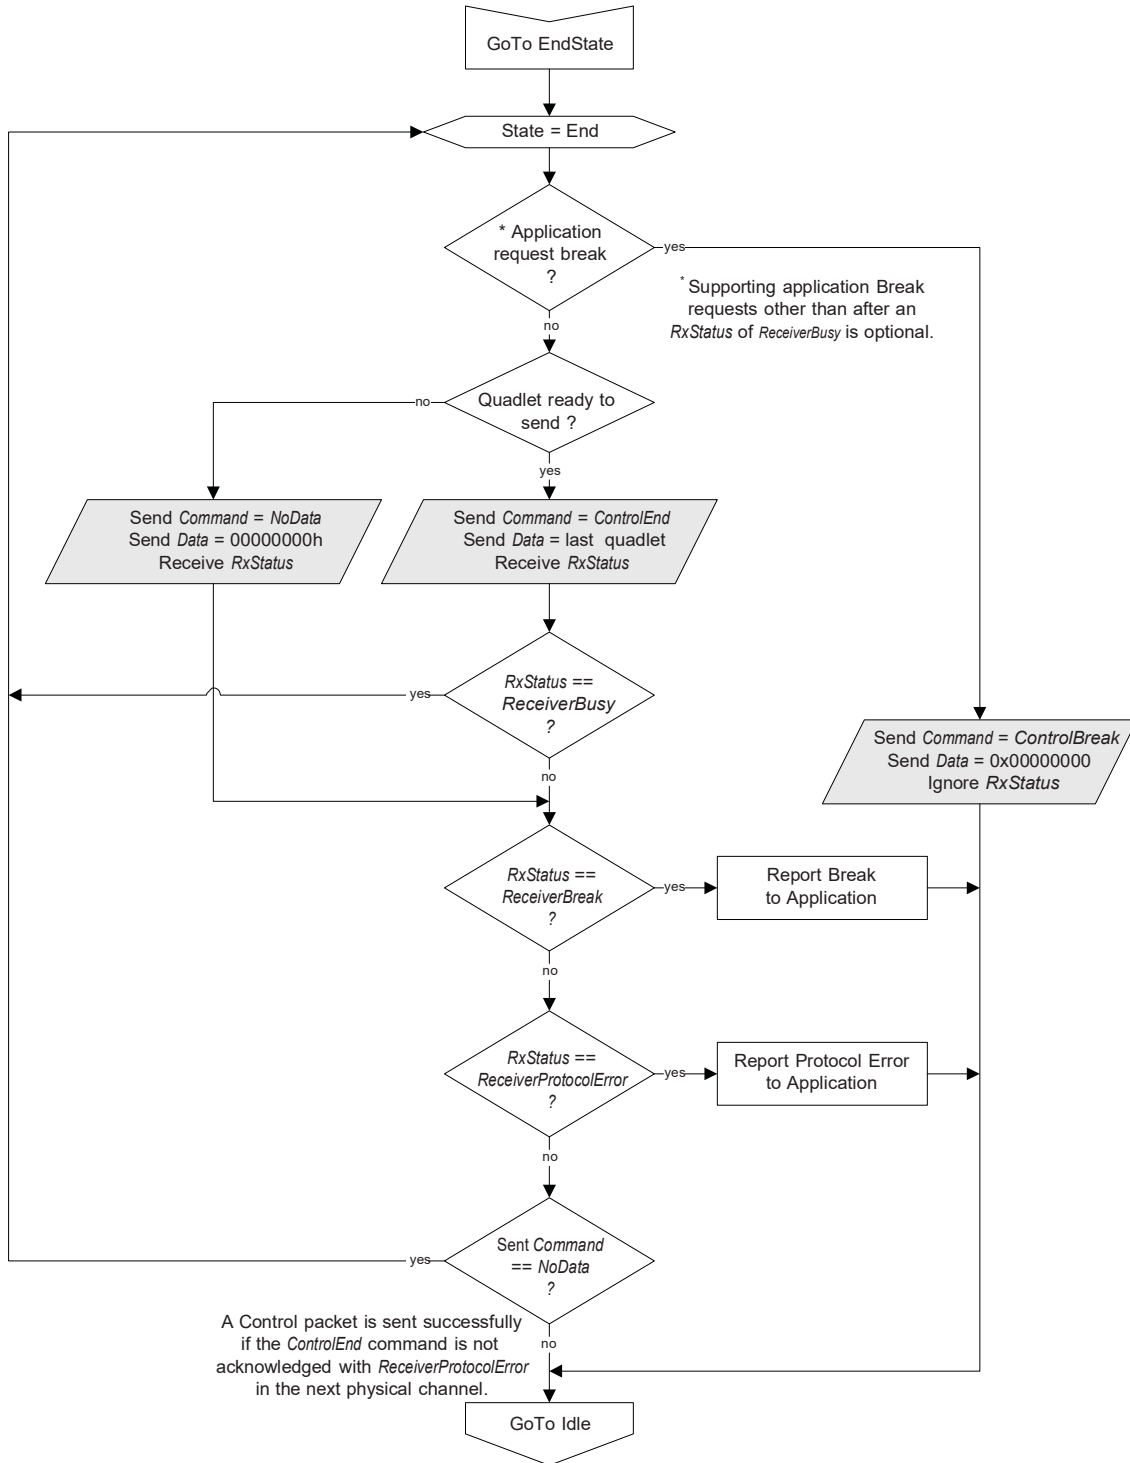 GoTo EndState
State = End
* Application
request break
?
yes
* Supporting application Break
requests other than after an
RxStatus of ReceiverBusy is optional.
no
Quadlet ready to
send ?
no
yes
Send Command = NoData
Send Data = 00000000h
Receive RxStatus
Send Command = ControlEnd
Send Data = last quadlet
Receive RxStatus
RxStatus ==
ReceiverBusy
?
yes
no
Send Command = ControlBreak
Send Data = 0x00000000
Ignore RxStatus
RxStatus ==
ReceiverBreak
?
yes
Report Break
to Application
no
RxStatus ==
ReceiverProtocolError
?
yes
Report Protocol Error
to Application
no
Sent Command
== NoData
?
yes
no
A Control packet is sent successfully
if the ControlEnd command is not
acknowledged with ReceiverProtocolError
in the next physical channel.
GoTo Idle